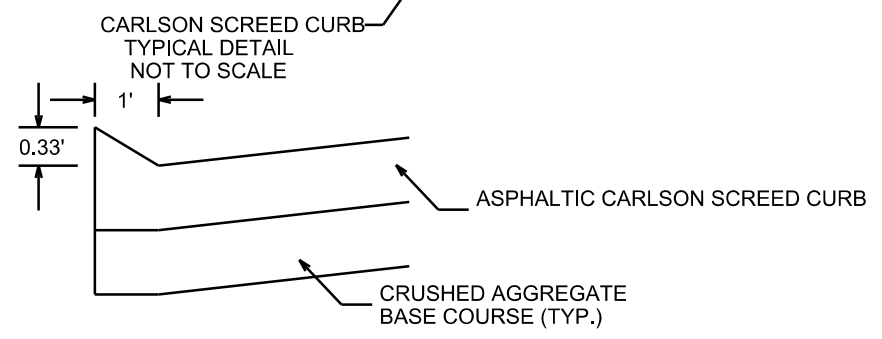 CARLSON SCREED CURB
TYPICAL DETAIL
NOT TO SCALE
1'
0.33'
ASPHALTIC CARLSON SCREED CURB
CRUSHED AGGREGATE
BASE COURSE (TYP.)